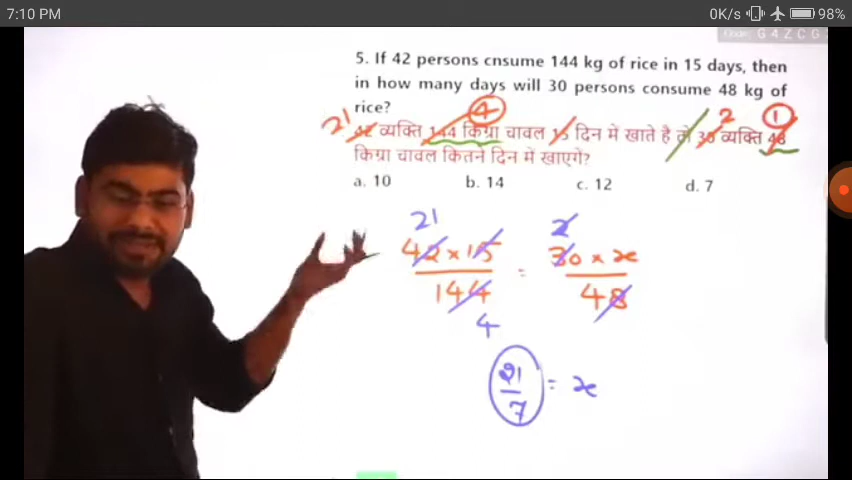 7:10 PM
0K/s 98%
Code: G4ZCG
5. If 42 persons cnsume 144 kg of rice in 15 days, then
in how many days will 30 persons consume 48 kg of
rice?
21 4 2 1
42 व्यक्ति 144 किग्रा चावल 15 दिन में खाते है तो 30 व्यक्ति 48
किग्रा चावल कितने दिन में खाएगें?
a. 10 b. 14 c. 12 d. 7
21 2
42 x 15 = 30 x x
144 48
4
21 = x
7